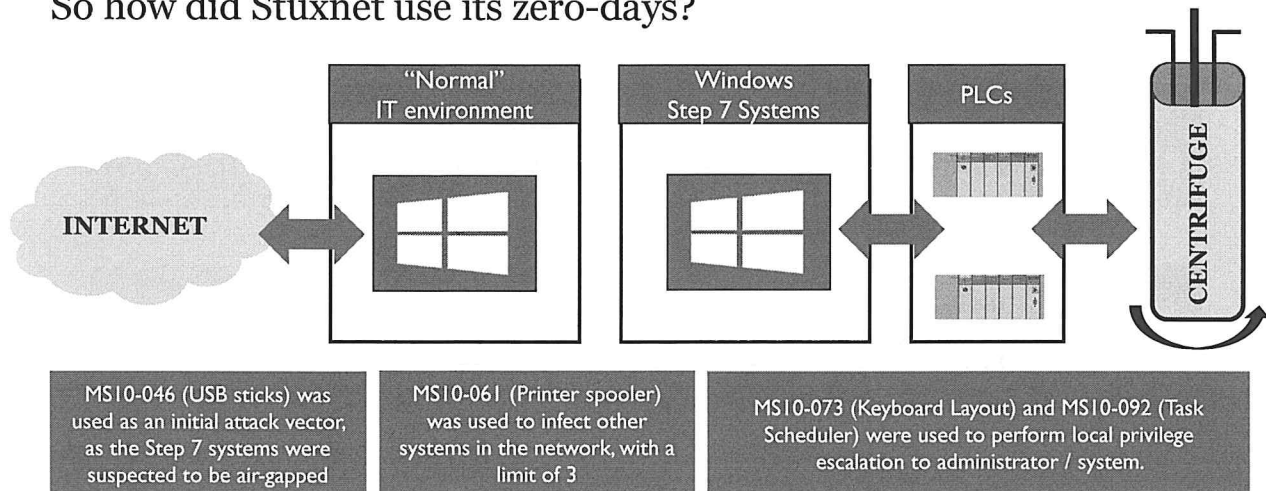 So how did Stuxnet use its zero-days?
"Normal"
IT environment
Windows
Step 7 Systems
PLCs
INTERNET
CENTRIFUGE
MS10-046 (USB sticks) was
used as an initial attack vector,
as the Step 7 systems were
suspected to be air-gapped
MS10-061 (Printer spooler)
was used to infect other
systems in the network, with a
limit of 3
MS10-073 (Keyboard Layout) and MS10-092 (Task
Scheduler) were used to perform local privilege
escalation to administrator / system.